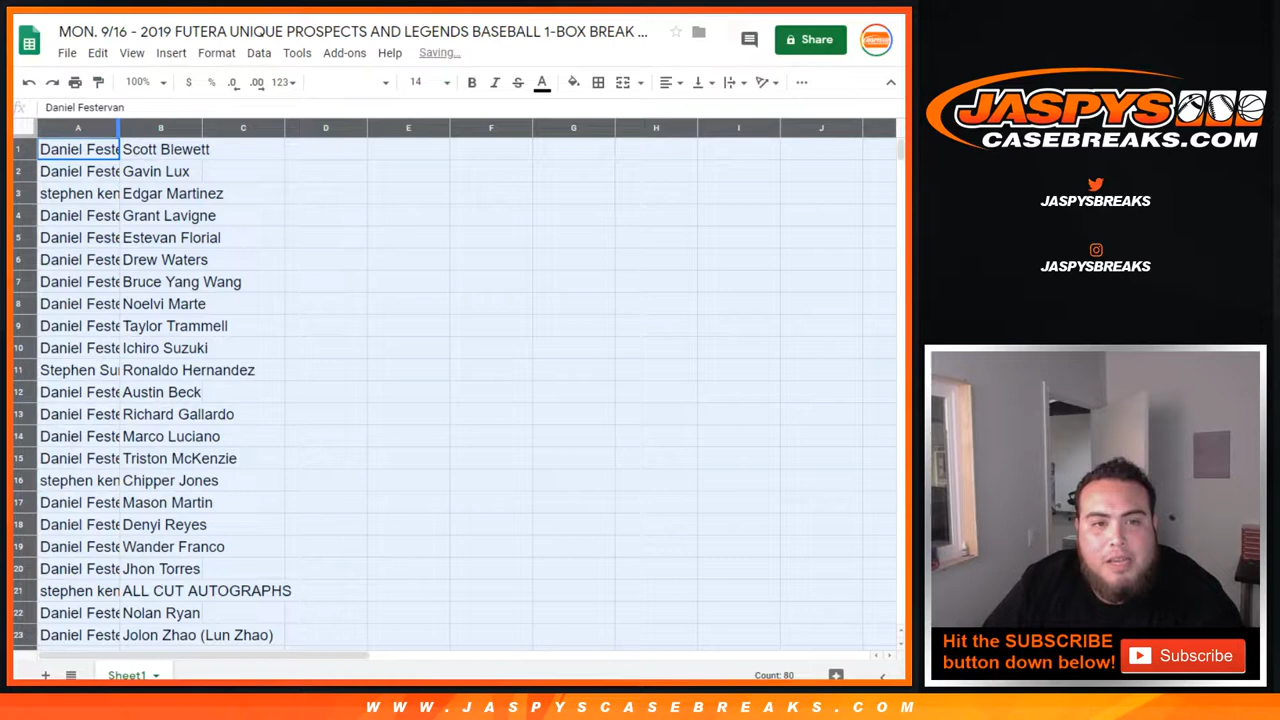 MON. 9/16 - 2019 FUTERA UNIQUE PROSPECTS AND LEGENDS BASEBALL 1-BOX BREAK ...
File Edit View Insert Format Data Tools Add-ons Help Saving...
Share
100% $ % .0 .00 123 14 B I S A ...
fx Daniel Festervan
A B C D E F G H I J
1 Daniel Feste Scott Blewett
2 Daniel Feste Gavin Lux
3 stephen ken Edgar Martinez
4 Daniel Feste Grant Lavigne
5 Daniel Feste Estevan Florial
6 Daniel Feste Drew Waters
7 Daniel Feste Bruce Yang Wang
8 Daniel Feste Noelvi Marte
9 Daniel Feste Taylor Trammell
10 Daniel Feste Ichiro Suzuki
11 Stephen Su Ronaldo Hernandez
12 Daniel Feste Austin Beck
13 Daniel Feste Richard Gallardo
14 Daniel Feste Marco Luciano
15 Daniel Feste Triston McKenzie
16 stephen ken Chipper Jones
17 Daniel Feste Mason Martin
18 Daniel Feste Denyi Reyes
19 Daniel Feste Wander Franco
20 Daniel Feste Jhon Torres
21 stephen ken ALL CUT AUTOGRAPHS
22 Daniel Feste Nolan Ryan
23 Daniel Feste Jolon Zhao (Lun Zhao)
Sheet1
Count: 80
JASPYS
CASEBREAKS.COM
JASPYSBREAKS
JASPYSBREAKS
Hit the SUBSCRIBE
button down below!
Subscribe
WWW.JASPYSCASEBREAKS.COM